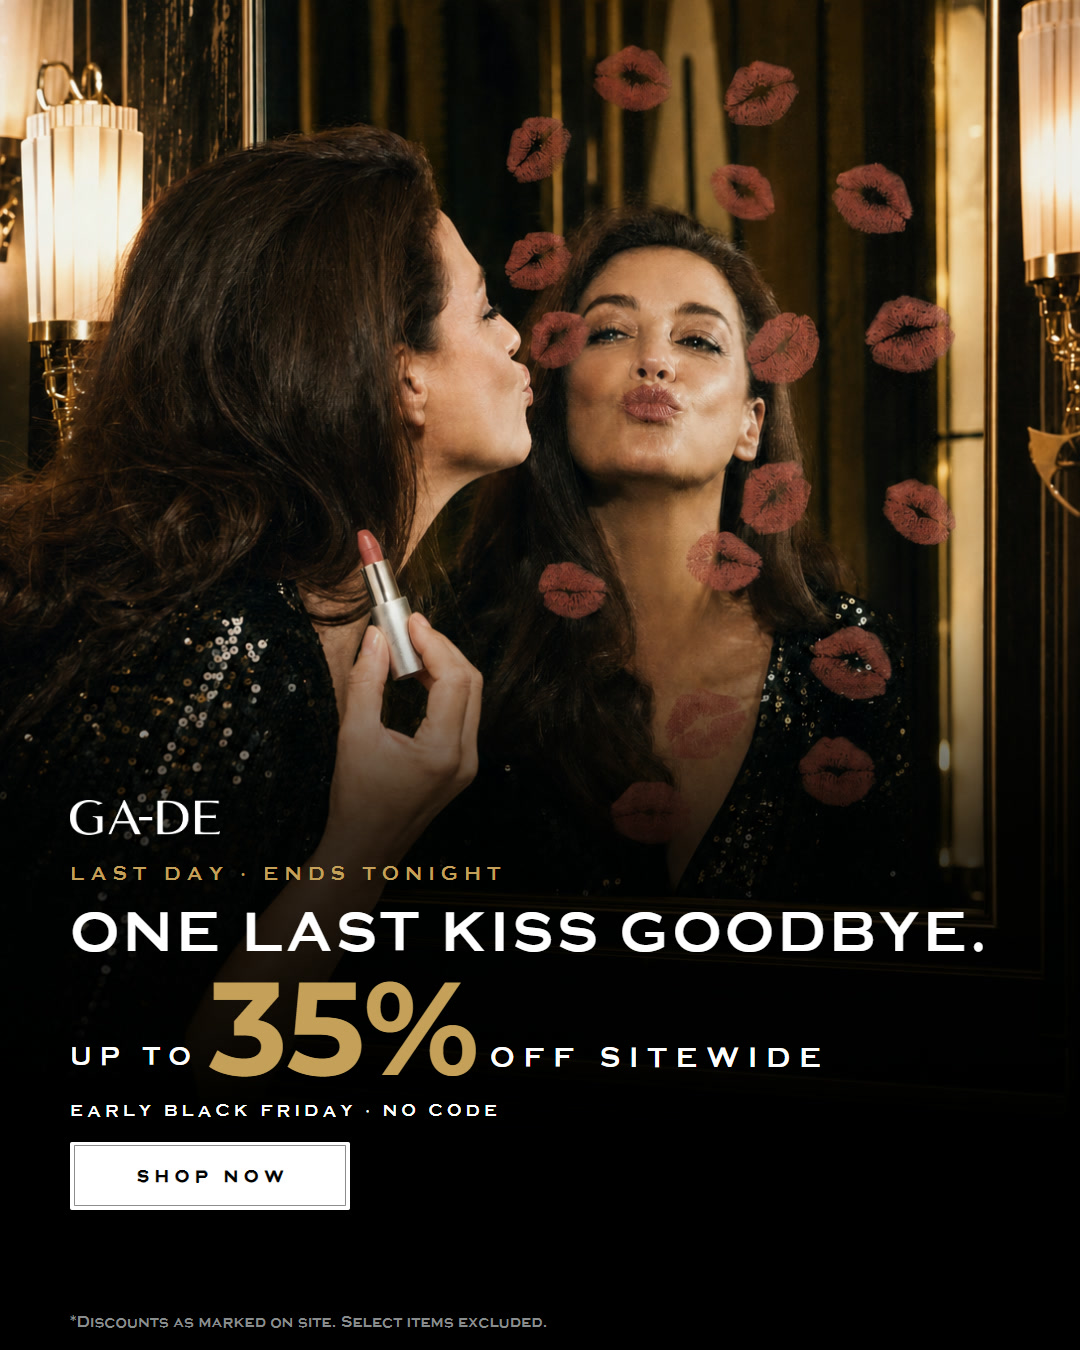 GA-DE
LAST DAY · ENDS TONIGHT
ONE LAST KISS GOODBYE.
UP TO 35% OFF SITEWIDE
EARLY BLACK FRIDAY · NO CODE
SHOP NOW
*DISCOUNTS AS MARKED ON SITE. SELECT ITEMS EXCLUDED.